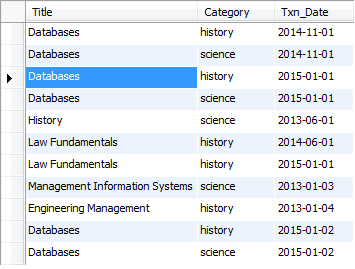 Title Category Txn_Date
Databases history 2014-11-01
Databases science 2014-11-01
Databases history 2015-01-01
Databases science 2015-01-01
History science 2013-06-01
Law Fundamentals history 2014-06-01
Law Fundamentals history 2015-01-01
Management Information Systems science 2013-01-03
Engineering Management history 2013-01-04
Databases history 2015-01-02
Databases science 2015-01-02